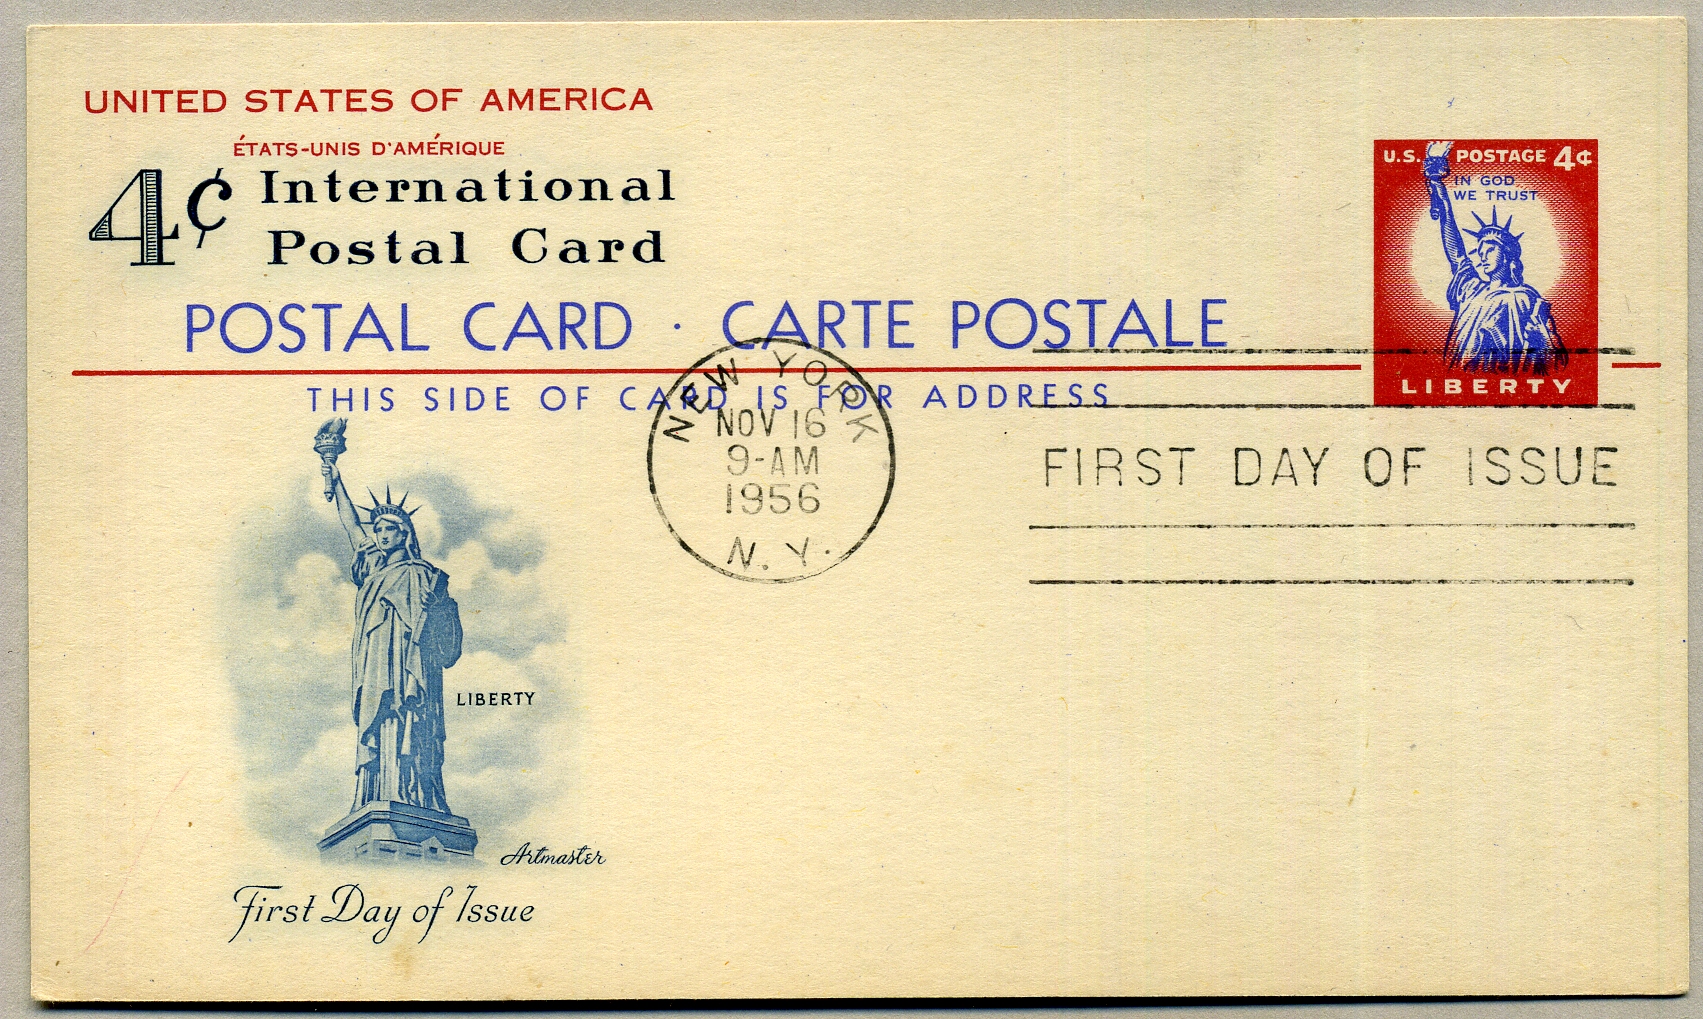 UNITED STATES OF AMERICA
ÉTATS-UNIS D'AMÉRIQUE
4¢ International
Postal Card
POSTAL CARD · CARTE POSTALE
THIS SIDE OF CARD IS FOR ADDRESS
U.S. POSTAGE 4¢
IN GOD
WE TRUST
LIBERTY
NEW YORK
NOV 16
9-AM
1956
N.Y.
FIRST DAY OF ISSUE
LIBERTY
Artmaster
First Day of Issue